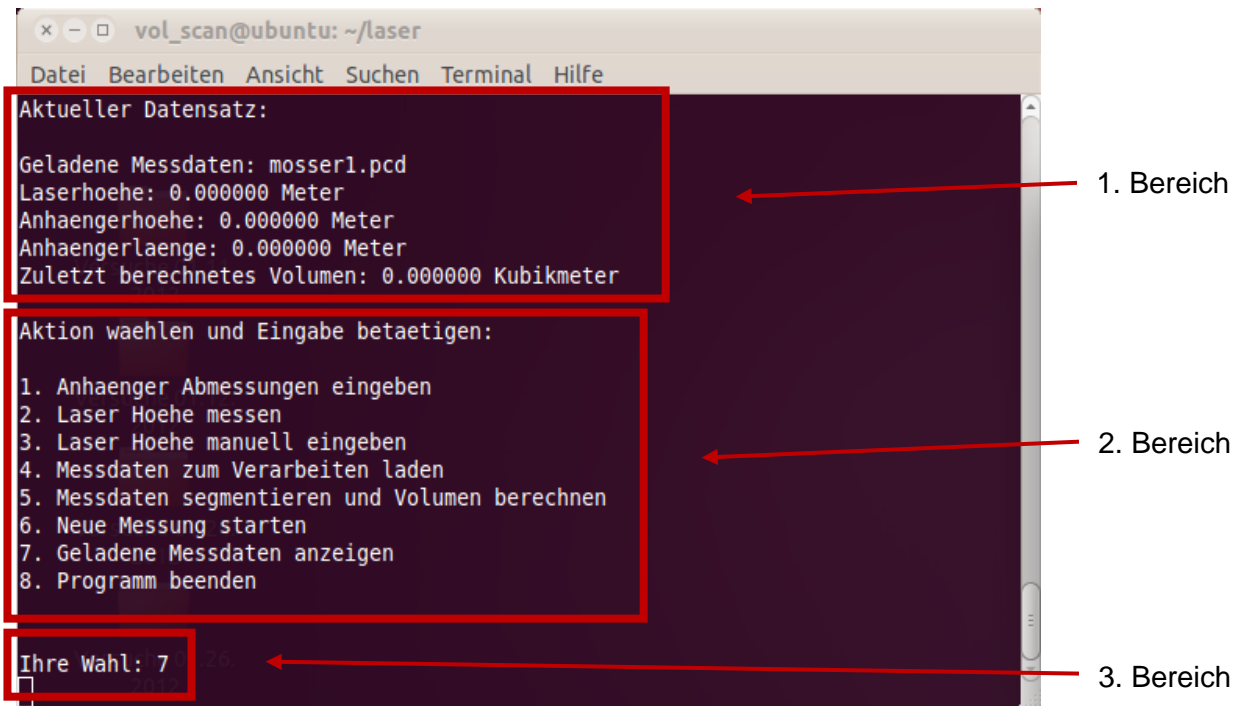 vol_scan@ubuntu: ~/laser
Datei Bearbeiten Ansicht Suchen Terminal Hilfe
Aktueller Datensatz:
Geladene Messdaten: mosser1.pcd
Laserhoehe: 0.000000 Meter
Anhaengerhoehe: 0.000000 Meter
Anhaengerlaenge: 0.000000 Meter
Zuletzt berechnetes Volumen: 0.000000 Kubikmeter
1. Bereich
Aktion waehlen und Eingabe betaetigen:
1. Anhaenger Abmessungen eingeben
2. Laser Hoehe messen
3. Laser Hoehe manuell eingeben
4. Messdaten zum Verarbeiten laden
5. Messdaten segmentieren und Volumen berechnen
6. Neue Messung starten
7. Geladene Messdaten anzeigen
8. Programm beenden
2. Bereich
Ihre Wahl: 7
3. Bereich